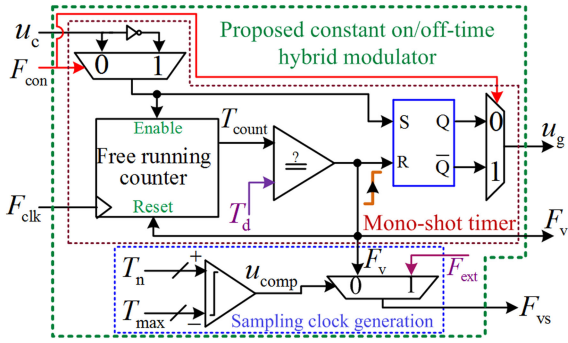 Proposed constant on/off-time
hybrid modulator
u_c
F_con
0 1
Enable
T_count
Free running
counter
Reset
F_clk
?
=
T_d
S Q
R Q̅
0
1
u_g
Mono-shot timer
F_v
T_n
+
T_max
−
u_comp
F_v
F_ext
0 1
F_vs
Sampling clock generation